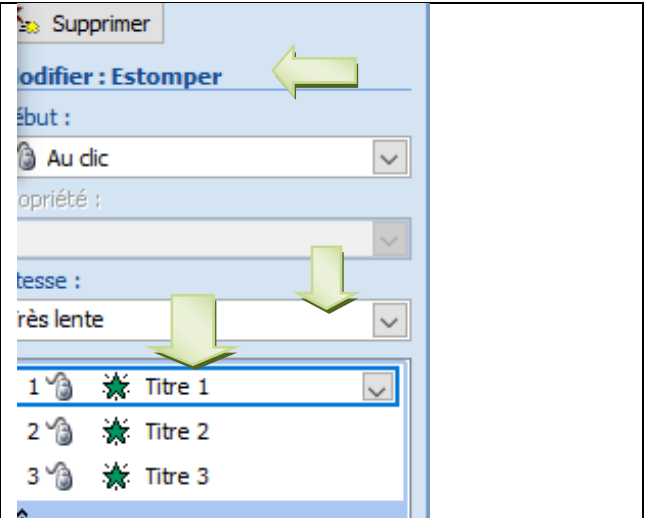 Supprimer
odifier : Estomper
ébut :
Au clic
opriété :
tesse :
rès lente
1 Titre 1
2 Titre 2
3 Titre 3